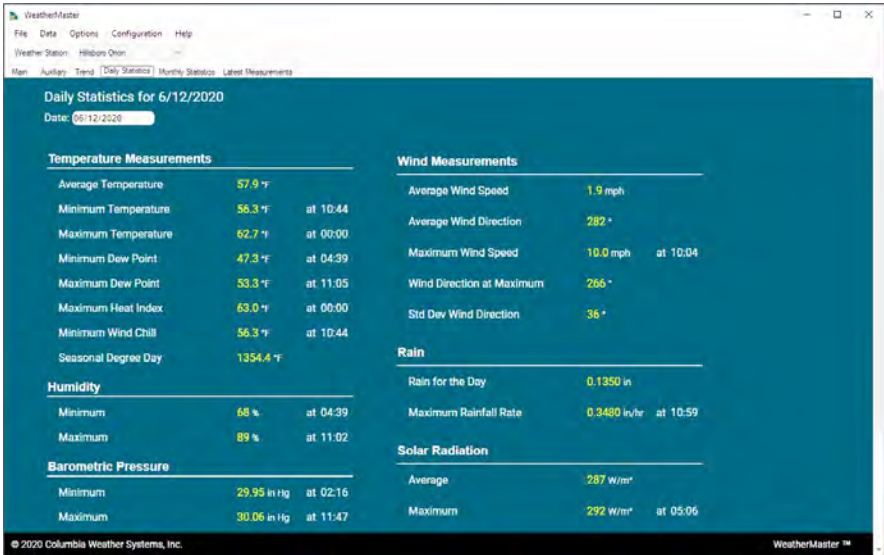 WeatherMaster
File Data Options Configuration Help
Weather Station: Hillsboro Orion
Main Auxiliary Trend Daily Statistics Monthly Statistics Latest Measurements
Daily Statistics for 6/12/2020
Date: 06/12/2020
Temperature Measurements
Average Temperature 57.9 °F
Minimum Temperature 56.3 °F at 10:44
Maximum Temperature 62.7 °F at 00:00
Minimum Dew Point 47.3 °F at 04:39
Maximum Dew Point 53.3 °F at 11:05
Maximum Heat Index 63.0 °F at 00:00
Minimum Wind Chill 56.3 °F at 10:44
Seasonal Degree Day 1354.4 °F
Humidity
Minimum 68 % at 04:39
Maximum 89 % at 11:02
Barometric Pressure
Minimum 29.95 in Hg at 02:16
Maximum 30.06 in Hg at 11:47
Wind Measurements
Average Wind Speed 1.9 mph
Average Wind Direction 282 °
Maximum Wind Speed 10.0 mph at 10:04
Wind Direction at Maximum 266 °
Std Dev Wind Direction 36 °
Rain
Rain for the Day 0.1350 in
Maximum Rainfall Rate 0.3480 in/hr at 10:59
Solar Radiation
Average 287 W/m²
Maximum 292 W/m² at 05:06
© 2020 Columbia Weather Systems, Inc.
WeatherMaster ™